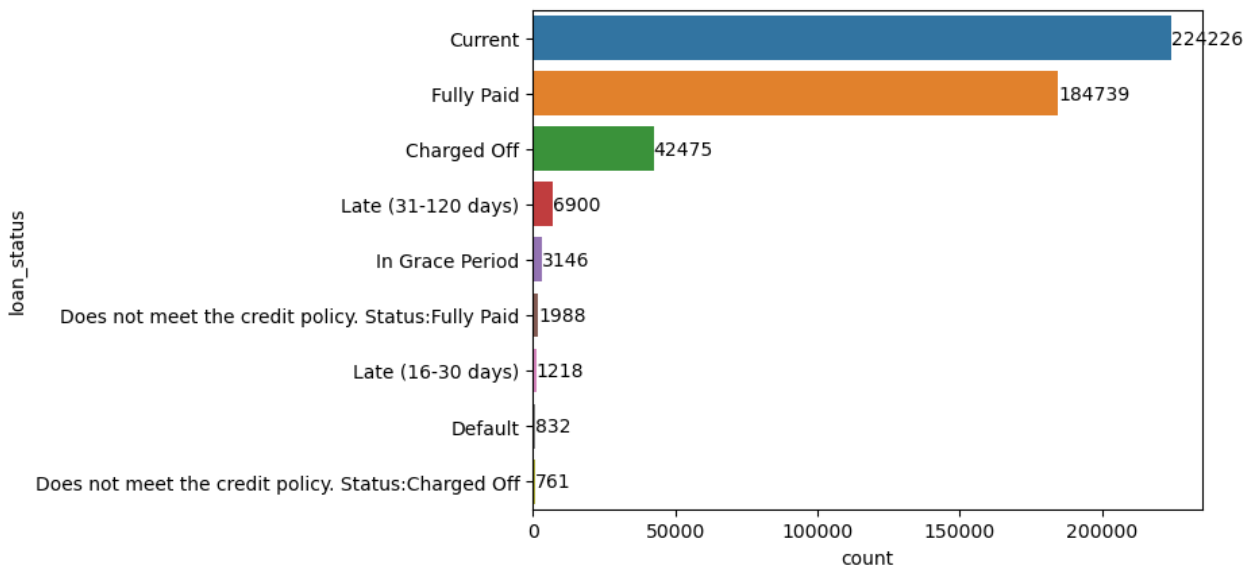 Current 224226
Fully Paid 184739
Charged Off 42475
Late (31-120 days) 6900
In Grace Period 3146
Does not meet the credit policy. Status:Fully Paid 1988
Late (16-30 days) 1218
Default 832
Does not meet the credit policy. Status:Charged Off 761
loan_status
0 50000 100000 150000 200000
count